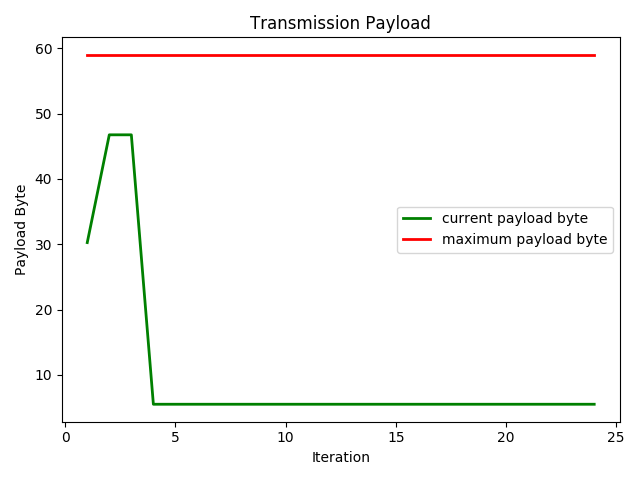 Transmission Payload
60
50
40
30
20
10
Payload Byte
current payload byte
maximum payload byte
0
5
10
15
20
25
Iteration